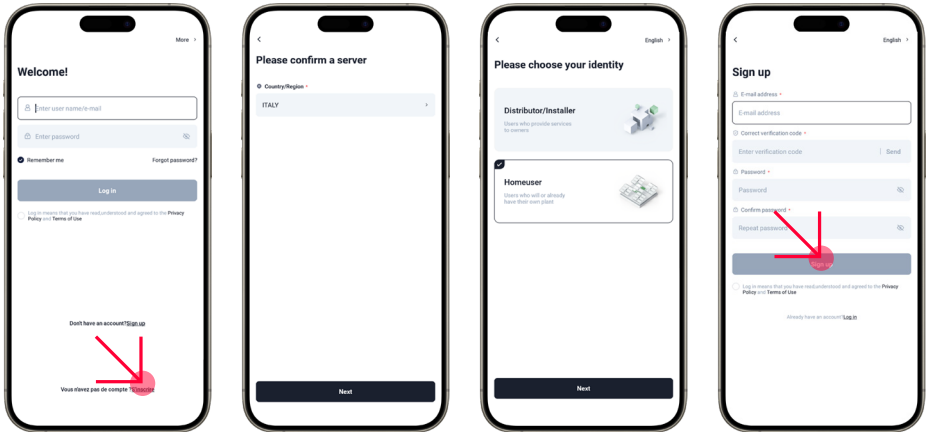 More >
Welcome!
Enter user name/e-mail
Enter password
Remember me
Forgot password?
Log in
Log in means that you have read,understood and agreed to the Privacy
Policy and Terms of Use
Don't have an account?Sign up
Vous n'avez pas de compte ?S'inscrire
Please confirm a server
Country/Region *
ITALY >
Next
English >
Please choose your identity
Distributor/Installer
Users who provide services
to owners
Homeuser
Users who will or already
have their own plant
Next
English >
Sign up
E-mail address *
E-mail address
Correct verification code *
Enter verification code | Send
Password *
Password
Confirm password *
Repeat password
Sign up
Log in means that you have read,understood and agreed to the Privacy
Policy and Terms of Use
Already have an account?Log in